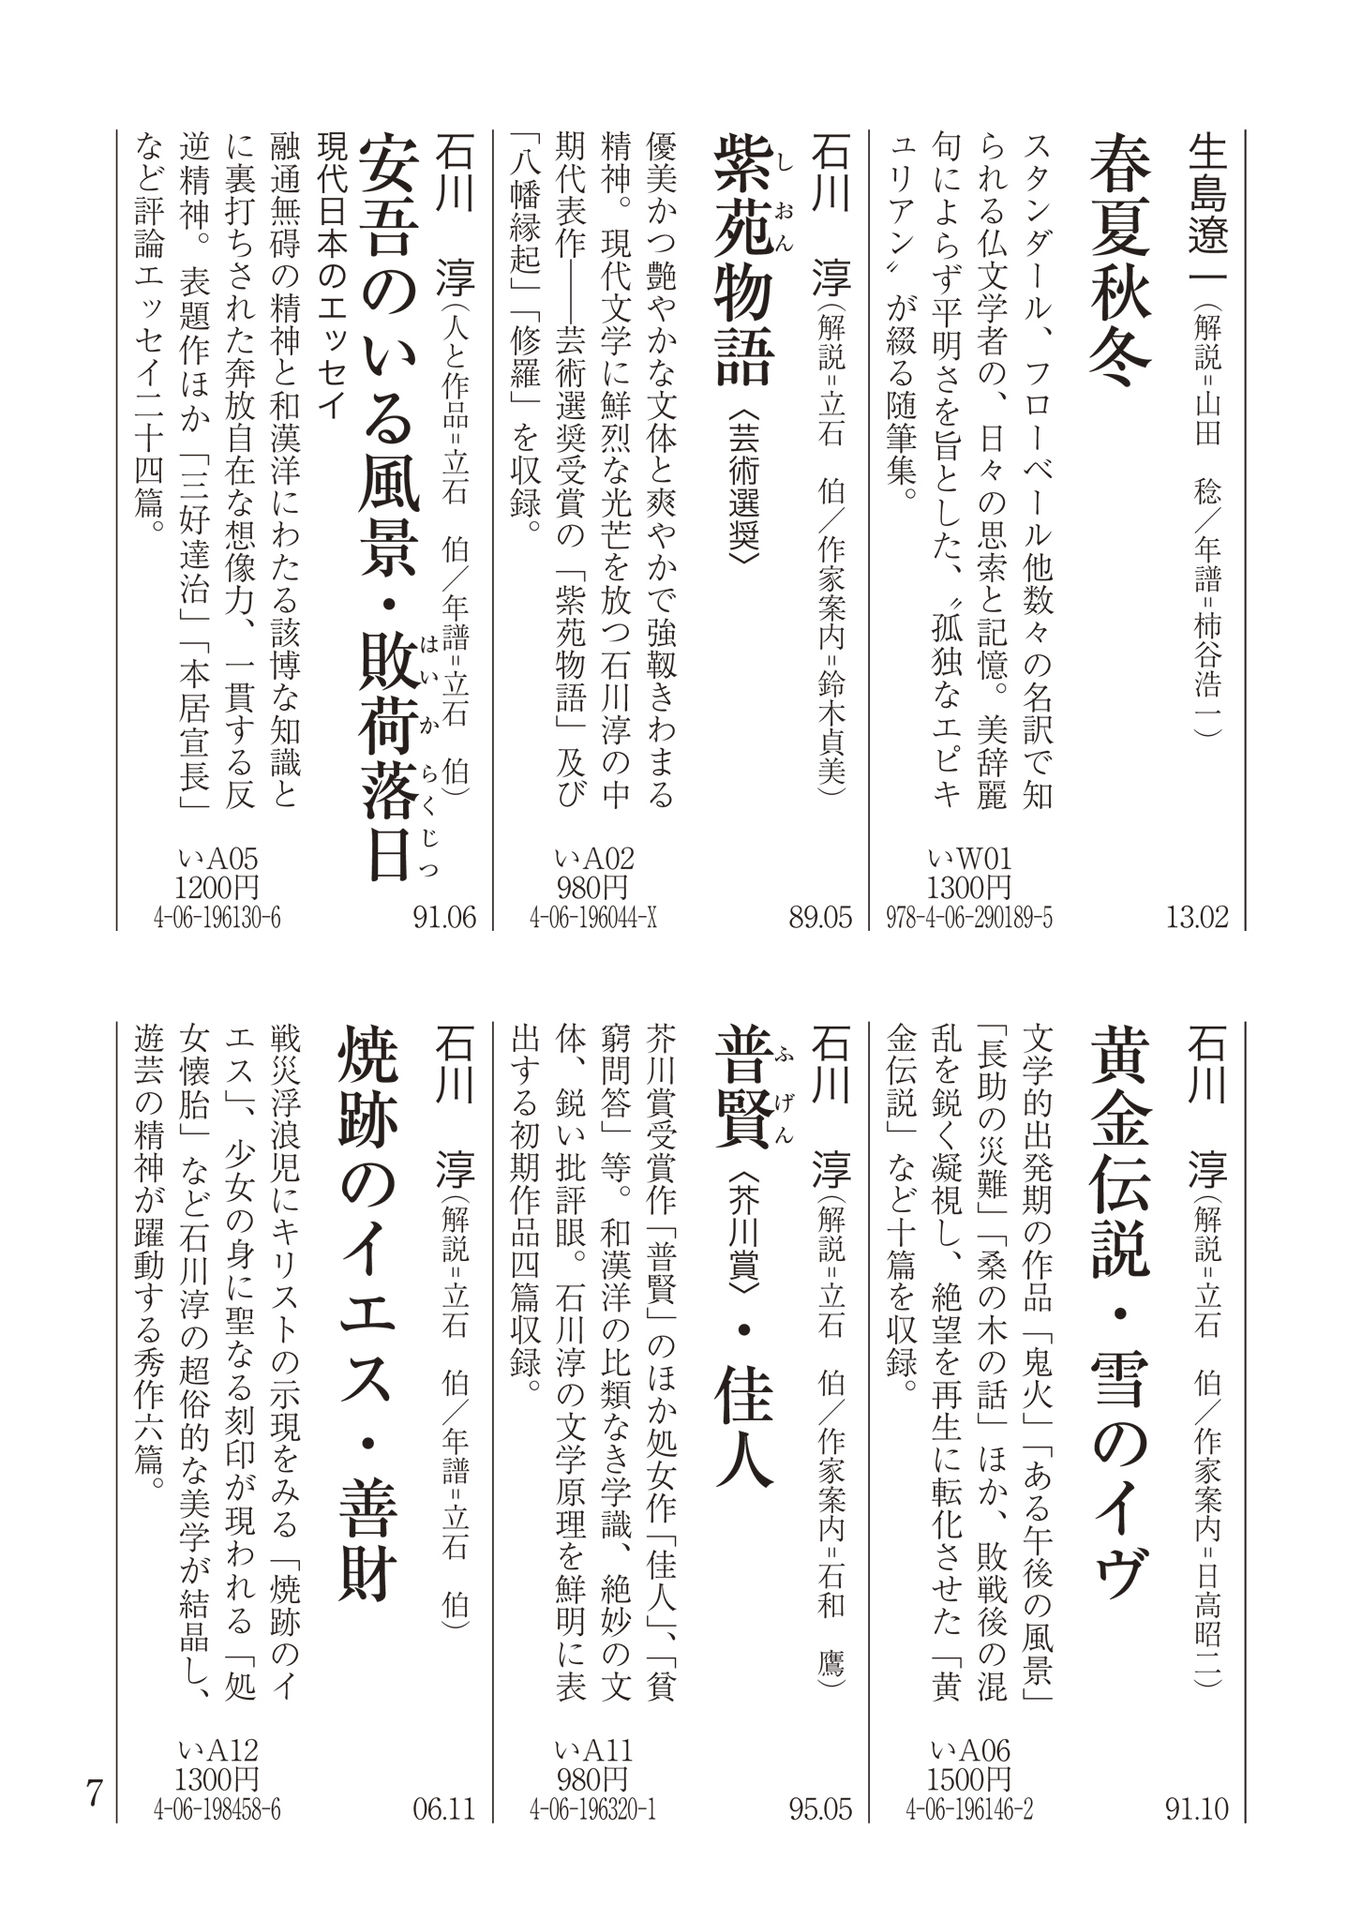 生島遼一（解説＝山田　稔／年譜＝柿谷浩一）
春夏秋冬
スタンダール、フローベール他数々の名訳で知
られる仏文学者の、日々の思索と記憶。美辞麗
句によらず平明さを旨とした、〝孤独なエピキ
ュリアン〟が綴る随筆集。
いW01
1300円
978-4-06-290189-5
13.02
石川　淳（解説＝立石　伯／作家案内＝鈴木貞美）
紫苑物語〈芸術選奨〉
しおん
優美かつ艶やかな文体と爽やかで強靱きわまる
精神。現代文学に鮮烈な光芒を放つ石川淳の中
期代表作――芸術選奨受賞の「紫苑物語」及び
「八幡縁起」「修羅」を収録。
いA02
980円
4-06-196044-X
89.05
石川　淳（人と作品＝立石　伯／年譜＝立石　伯）
安吾のいる風景・敗荷落日
はいか らくじつ
現代日本のエッセイ
融通無碍の精神と和漢洋にわたる該博な知識と
に裏打ちされた奔放自在な想像力、一貫する反
逆精神。表題作ほか「三好達治」「本居宣長」
など評論エッセイ二十四篇。
いA05
1200円
4-06-196130-6
91.06
石川　淳（解説＝立石　伯／作家案内＝日高昭二）
黄金伝説・雪のイヴ
文学的出発期の作品「鬼火」「ある午後の風景」
「長助の災難」「桑の木の話」ほか、敗戦後の混
乱を鋭く凝視し、絶望を再生に転化させた「黄
金伝説」など十篇を収録。
いA06
1500円
4-06-196146-2
91.10
石川　淳（解説＝立石　伯／作家案内＝石和　鷹）
普賢〈芥川賞〉・佳人
ふげん
芥川賞受賞作「普賢」のほか処女作「佳人」、「貧
窮問答」等。和漢洋の比類なき学識、絶妙の文
体、鋭い批評眼。石川淳の文学原理を鮮明に表
出する初期作品四篇収録。
いA11
980円
4-06-196320-1
95.05
石川　淳（解説＝立石　伯／年譜＝立石　伯）
焼跡のイエス・善財
戦災浮浪児にキリストの示現をみる「焼跡のイ
エス」、少女の身に聖なる刻印が現われる「処
女懐胎」など石川淳の超俗的な美学が結晶し、
遊芸の精神が躍動する秀作六篇。
いA12
1300円
4-06-198458-6
06.11
7